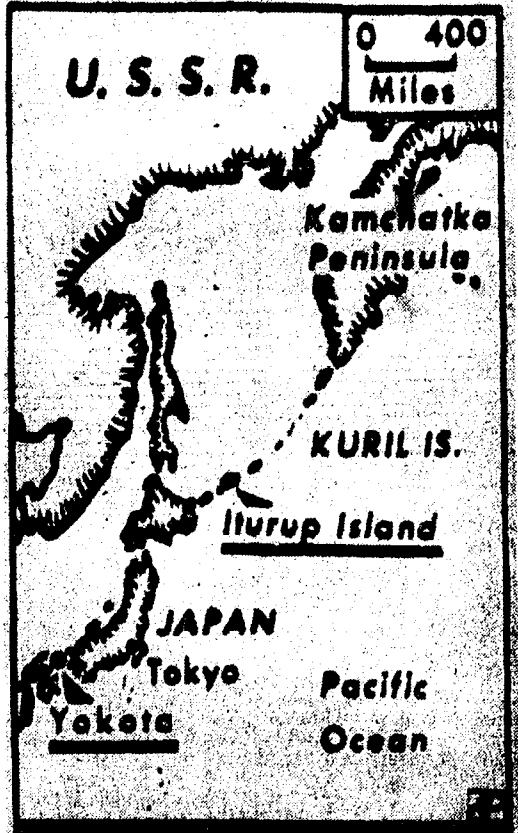 0 400
Miles
U. S. S. R.
Kamchatka
Peninsula
KURIL IS.
Iturup Island
JAPAN
Tokyo
Yokota
Pacific
Ocean